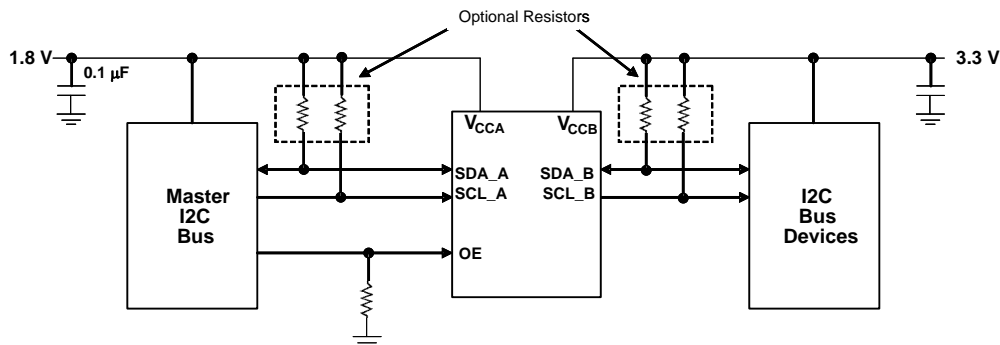 Optional Resistors
1.8 V
3.3 V
0.1 μF
VCCA
VCCB
SDA_A
SDA_B
SCL_A
SCL_B
Master
I2C
Bus
I2C
Bus
Devices
OE